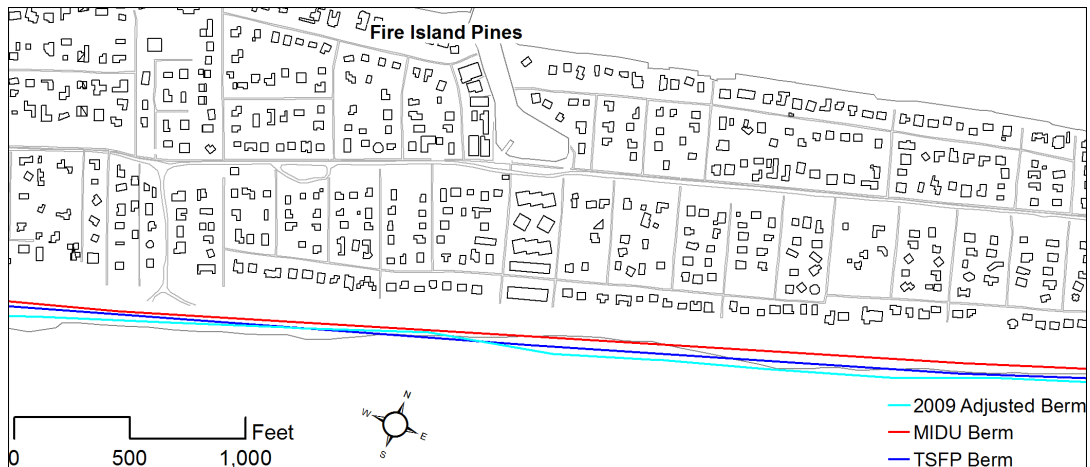 Fire Island Pines
N
W
E
S
2009 Adjusted Berm
MIDU Berm
TSFP Berm
Feet
0 500 1,000